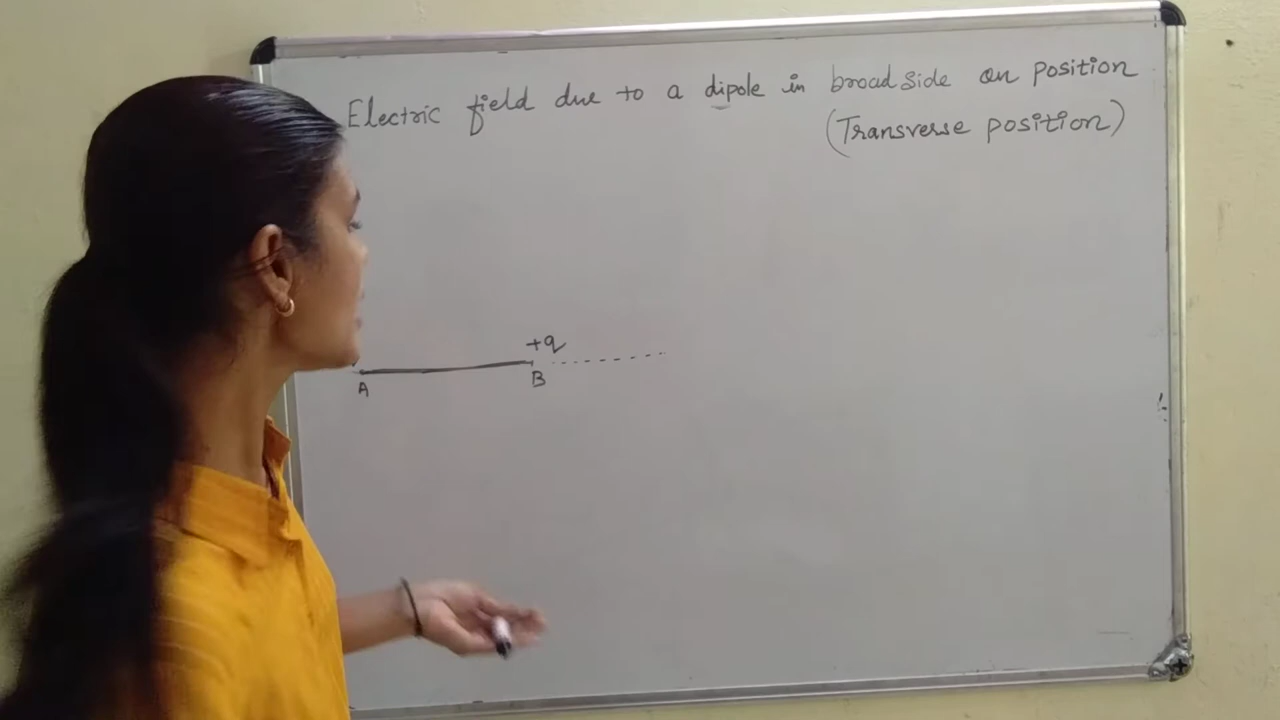 Electric field due to a dipole in broad side on position
(Transverse position)
+q
A
B